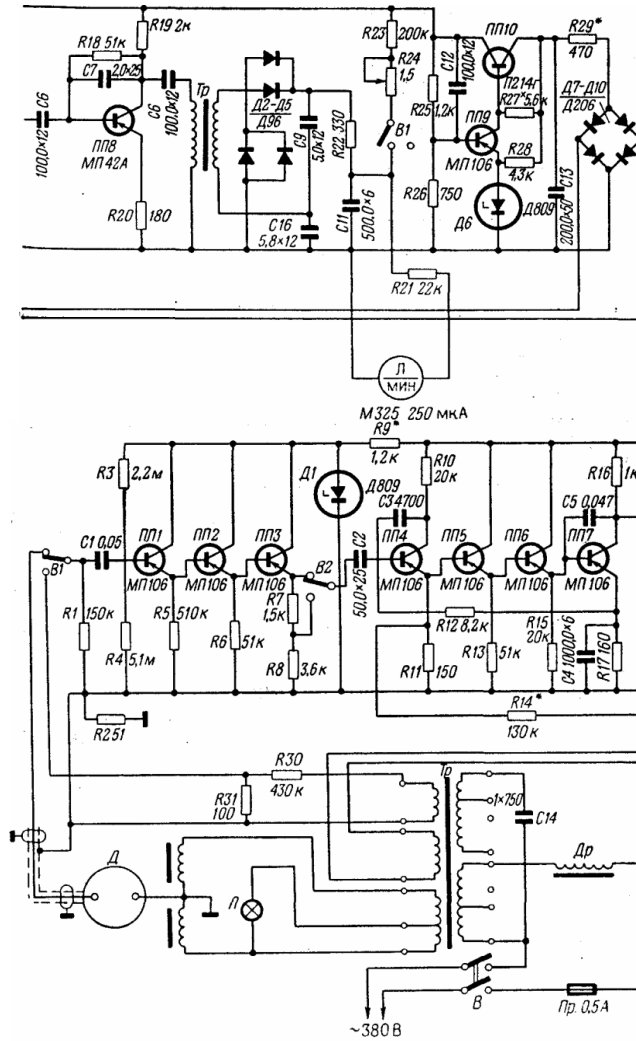 R19 2к
R18 51к
C7 2,0×25
C6
100,0×12
ПП8
МП42А
C6
100,0×12
R20 180
Тр
Д2-Д5
Д96
C9
5,0×12
C16
5,8×12
R22 330
C11
500,0×6
R23
200к
R24
1,5
В1
R25 1,2к
R26 750
C12
100,0×12
ПП10
П214г
R27* 5,6к
ПП9
МП106
R28
4,3к
Д6
Д809
C13
200,0×50
R29*
470
Д7-Д10
Д206
R21 22к
Л
МИН
М325 250 мкА
R3
2,2м
C1 0,05
В1
R1 150к
R4 5,1м
ПП1
МП106
R5 510к
ПП2
МП106
R6 51к
ПП3
МП106
R7
1,5к
R8 3,6к
Д1
Д809
R9*
1,2к
В2
C2
50,0×25
C3 4700
R10
20к
ПП4
МП106
R11 150
R12 8,2к
ПП5
МП106
R13 51к
ПП6
МП106
R15
20к
C4 1000,0×6
C5 0,047
R16 1к
ПП7
МП106
R17 160
R14*
130к
R2 51
R30
430к
R31
100
Тр
1×750
C14
Д
Л
Др
В
Пр. 0,5А
~380В